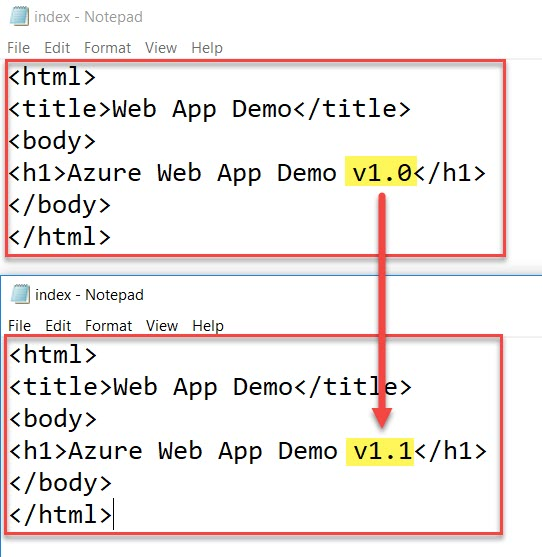 index - Notepad
File Edit Format View Help
<html>
<title>Web App Demo</title>
<body>
<h1>Azure Web App Demo v1.0</h1>
</body>
</html>
index - Notepad
File Edit Format View Help
<html>
<title>Web App Demo</title>
<body>
<h1>Azure Web App Demo v1.1</h1>
</body>
</html>